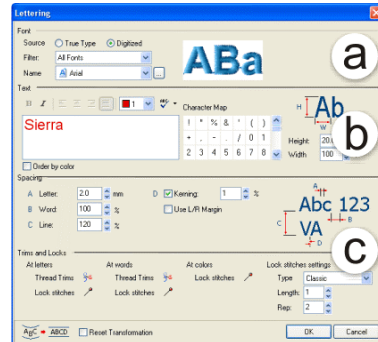 Lettering
Font
Source True Type Digitized
Filter: All Fonts
Name Arial ...
ABa
a
Text
B I 1
Character Map
Sierra
! " % & ' ( )
* + - . / 0 1
2 3 4 5 6 7 8
H Ab
W
b
Height: 20.
Width 100
Order by color
Spacing
A Letter: 2.0 mm D Kerning: 1 %
B Word: 100 % Use L/R Margin
C Line: 120 %
A
Abc 123
B
C VA
D
c
Trims and Locks
At letters At words At colors Lock stitches settings
Thread Trims Thread Trims Lock stitches Type Classic
Lock stitches Lock stitches Length: 1
Rep: 2
ABC ABCD Reset Transformation OK Cancel